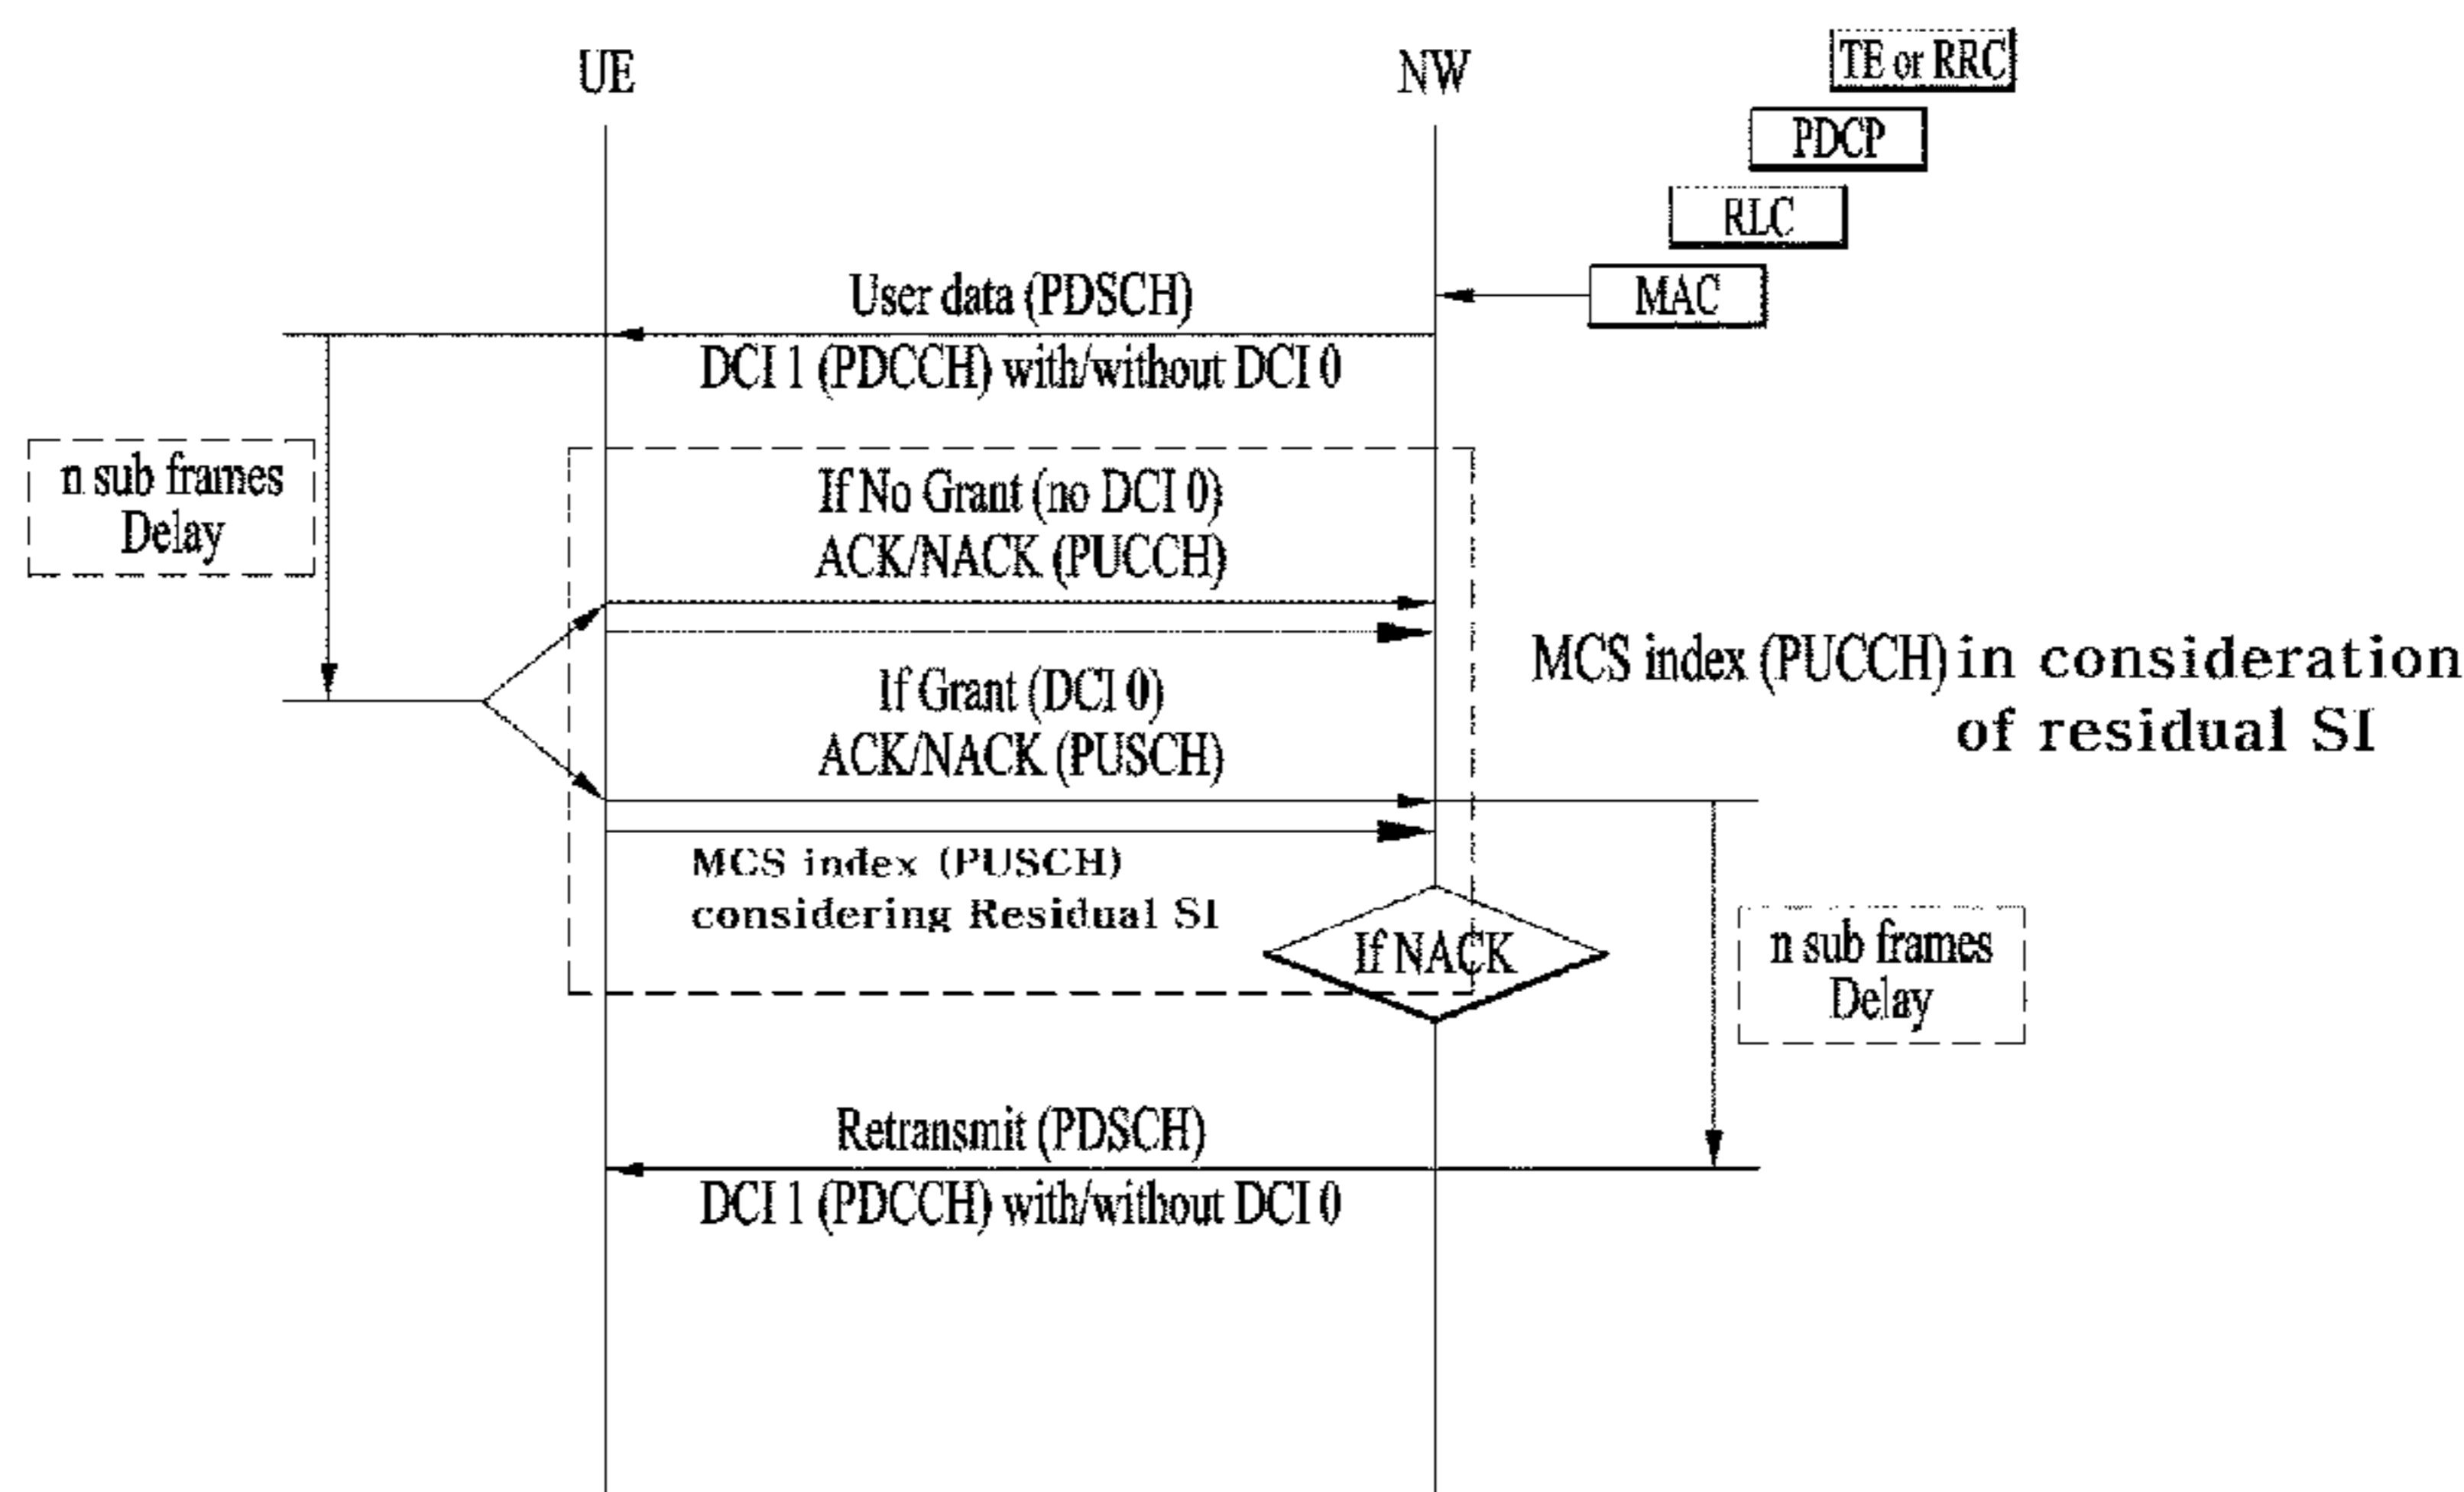 UE
NW
TE or RRC
PDCP
RLC
MAC
User data (PDSCH)
DCI 1 (PDCCH) with/without DCI 0
n sub frames
Delay
If No Grant (no DCI 0)
ACK/NACK (PUCCH)
MCS index (PUCCH) in consideration
of residual SI
If Grant (DCI 0)
ACK/NACK (PUSCH)
MCS index (PUSCH)
considering Residual SI
If NACK
n sub frames
Delay
Retransmit (PDSCH)
DCI 1 (PDCCH) with/without DCI 0